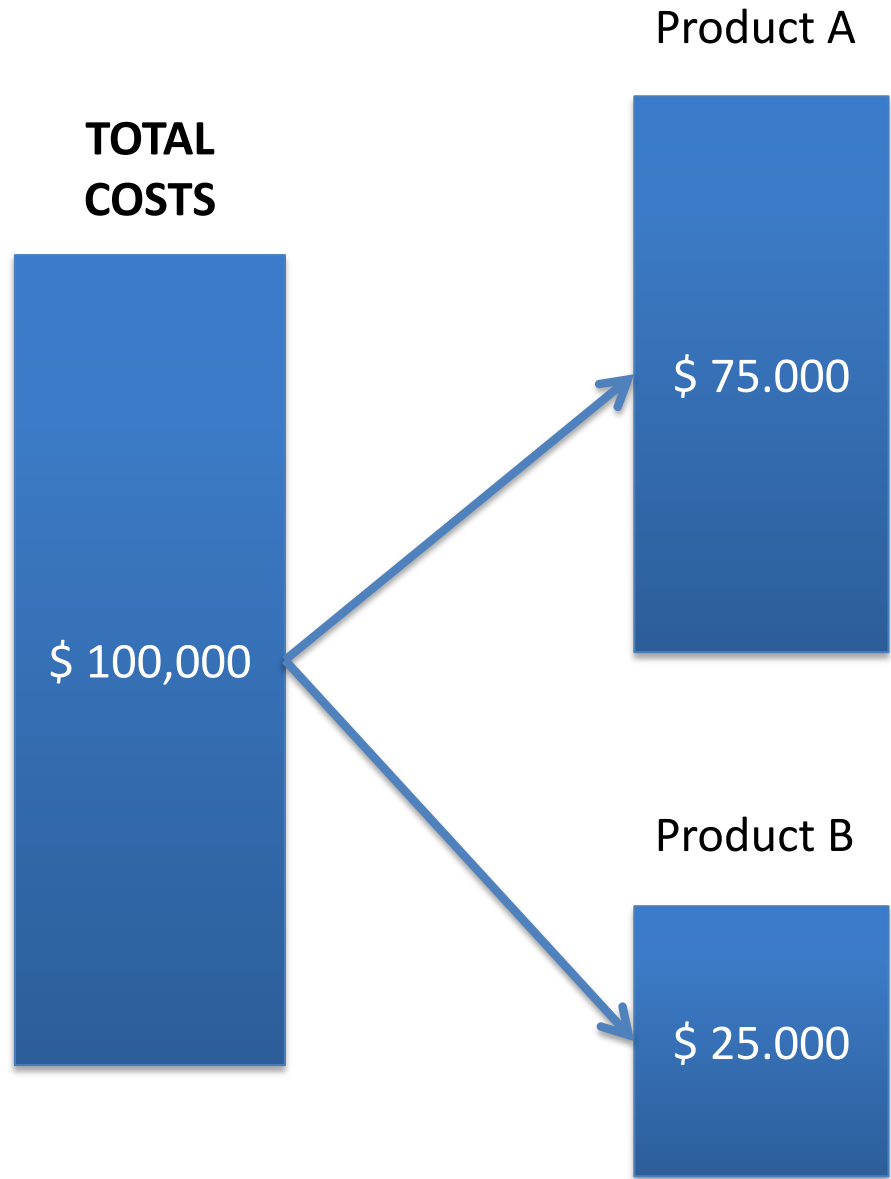 TOTAL
COSTS
$ 100,000
Product A
$ 75.000
Product B
$ 25.000